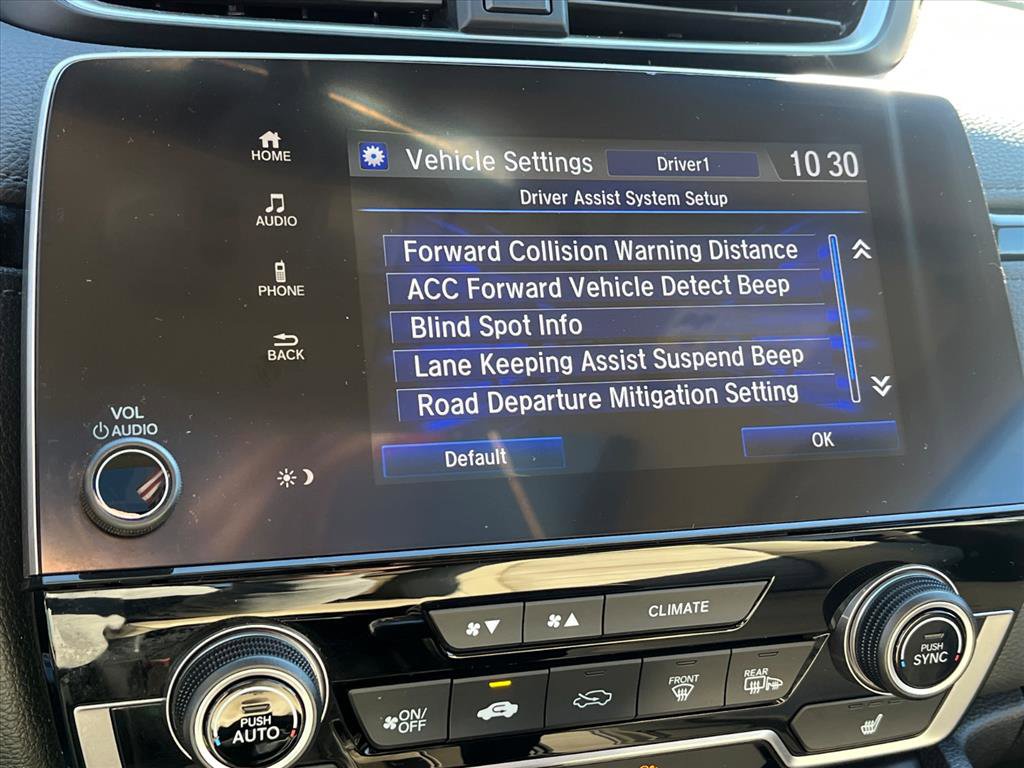 HOME
AUDIO
PHONE
BACK
VOL
AUDIO
Vehicle Settings Driver1 10 30
Driver Assist System Setup
Forward Collision Warning Distance
ACC Forward Vehicle Detect Beep
Blind Spot Info
Lane Keeping Assist Suspend Beep
Road Departure Mitigation Setting
Default OK
CLIMATE
PUSH
AUTO
ON/
OFF
FRONT
REAR
PUSH
SYNC